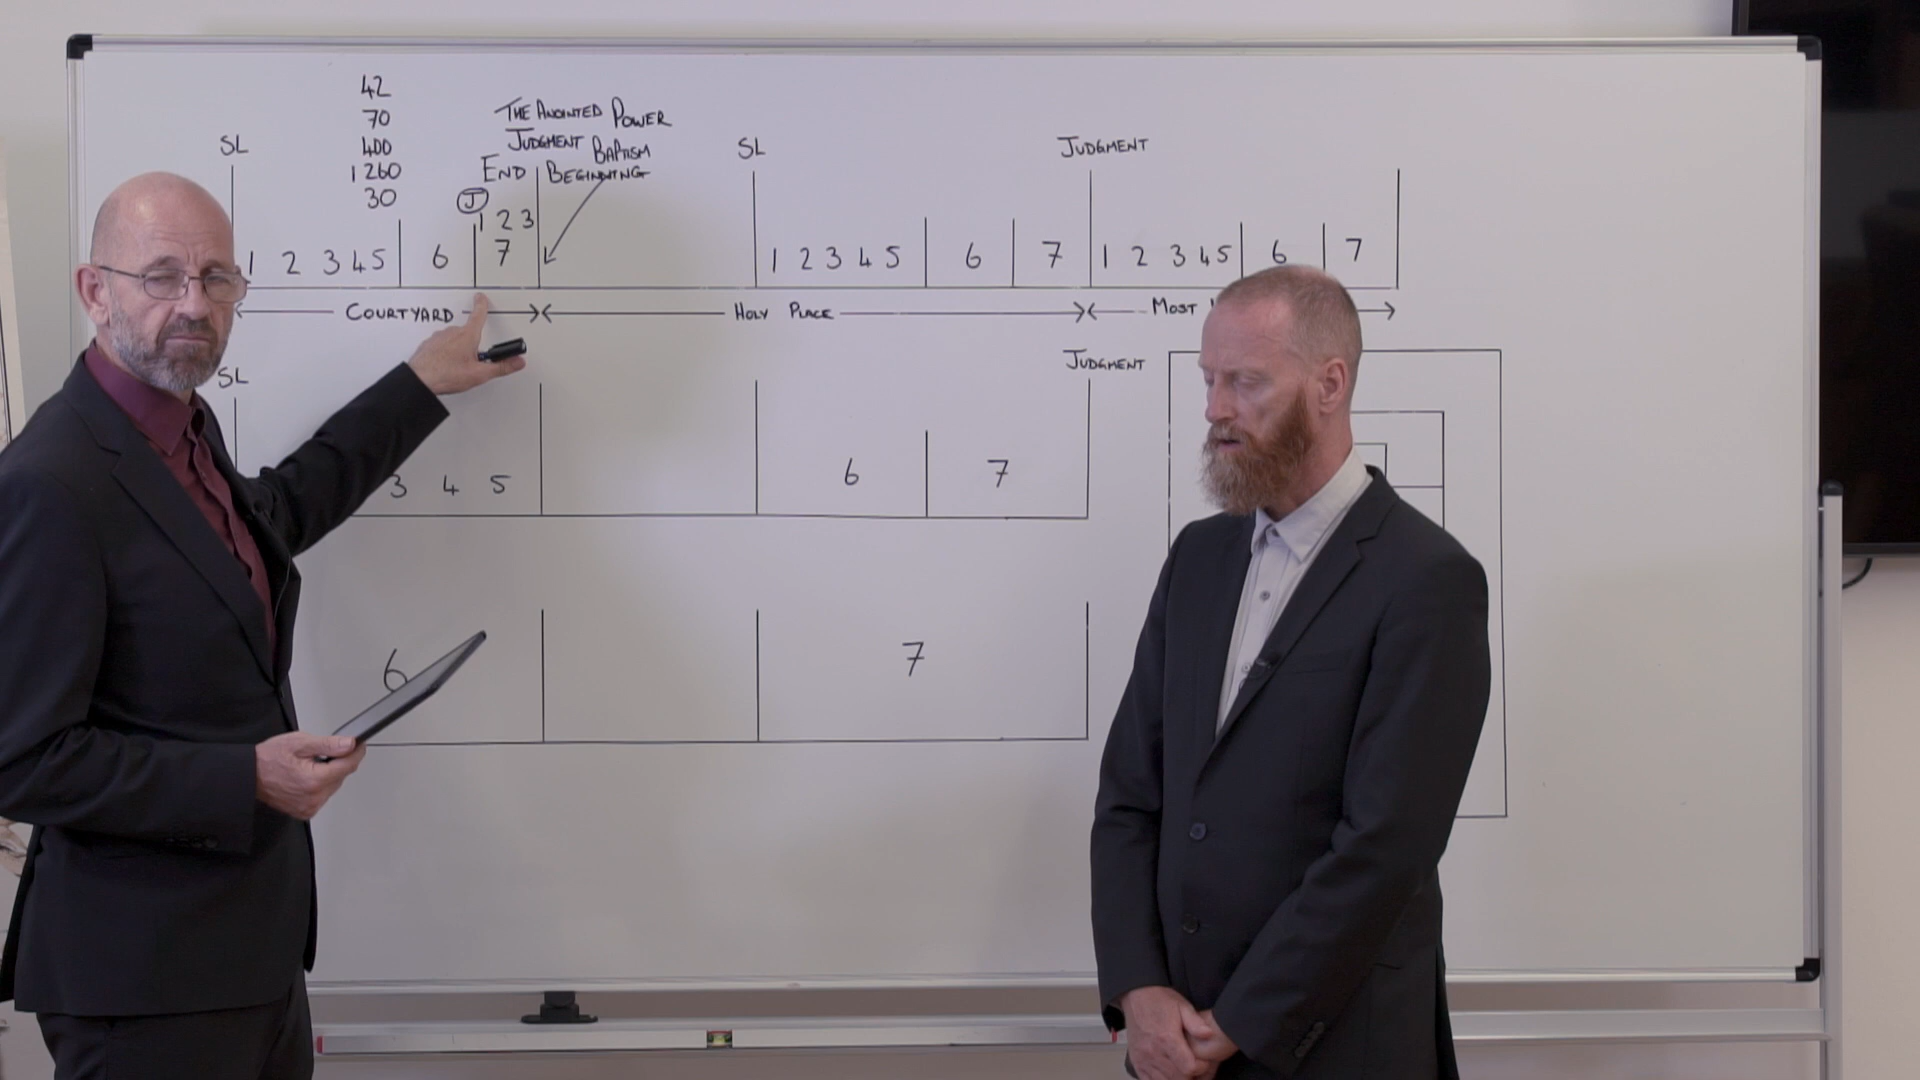 42
70
400
1260
30
THE ANOINTED POWER
JUDGMENT BAPTISM
END BEGINNING
SL
SL
JUDGMENT
J
1 2 3
1 2 3 4 5 6 7
1 2 3 4 5 6 7
1 2 3 4 5 6 7
COURTYARD
HOLY PLACE
MOST
SL
JUDGMENT
3 4 5
6 7
6
7